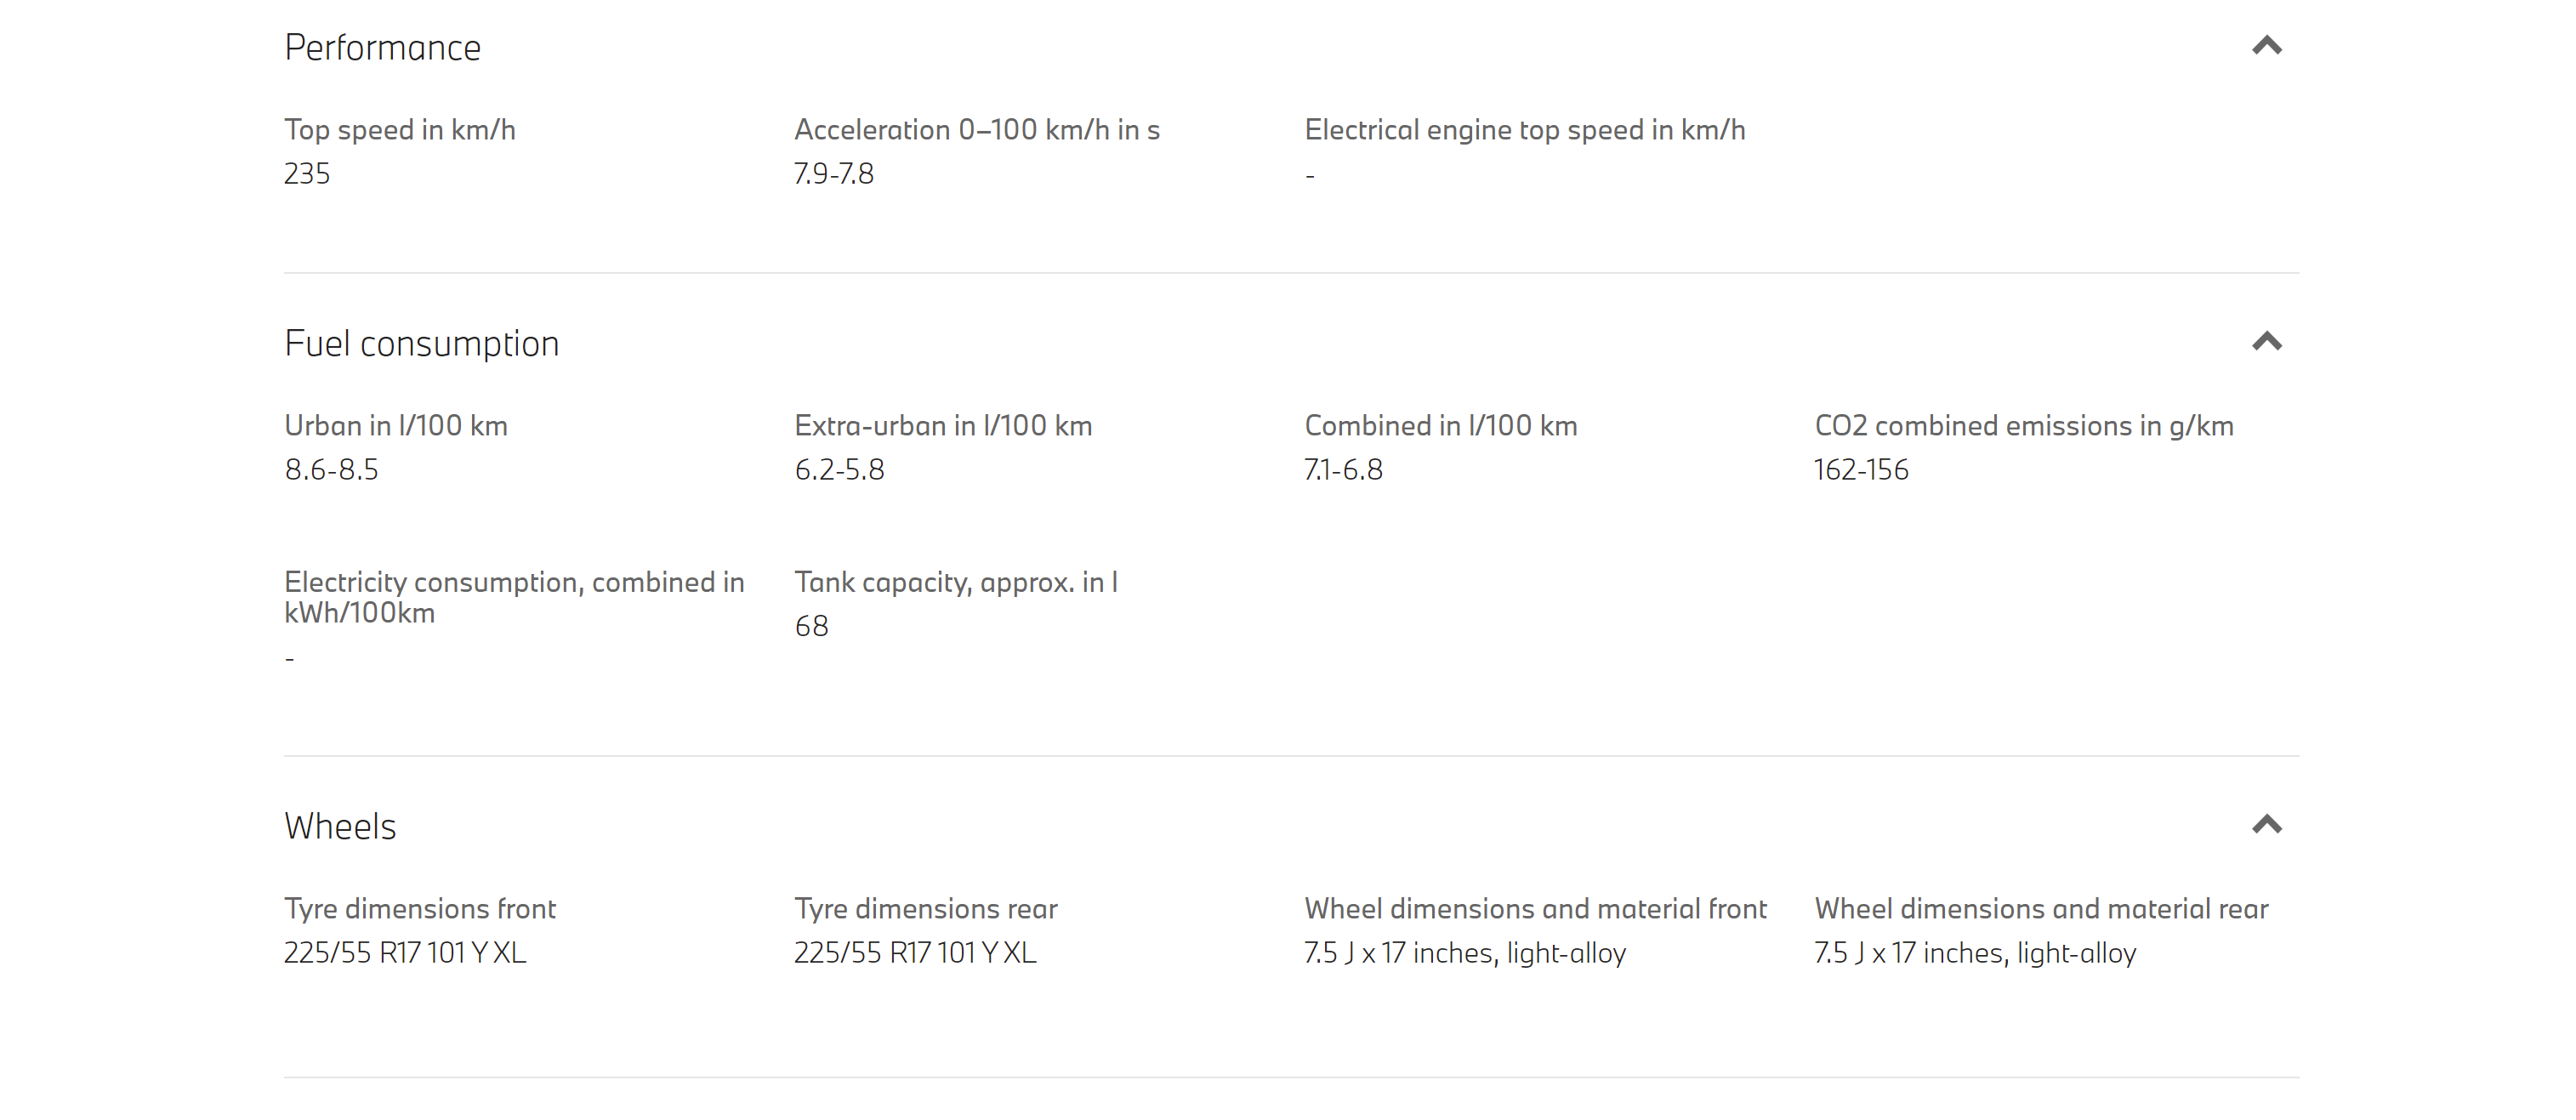 Performance
Top speed in km/h
235
Acceleration 0–100 km/h in s
7.9-7.8
Electrical engine top speed in km/h
-
Fuel consumption
Urban in l/100 km
8.6-8.5
Extra-urban in l/100 km
6.2-5.8
Combined in l/100 km
7.1-6.8
CO2 combined emissions in g/km
162-156
Electricity consumption, combined in
kWh/100km
-
Tank capacity, approx. in l
68
Wheels
Tyre dimensions front
225/55 R17 101 Y XL
Tyre dimensions rear
225/55 R17 101 Y XL
Wheel dimensions and material front
7.5 J x 17 inches, light-alloy
Wheel dimensions and material rear
7.5 J x 17 inches, light-alloy